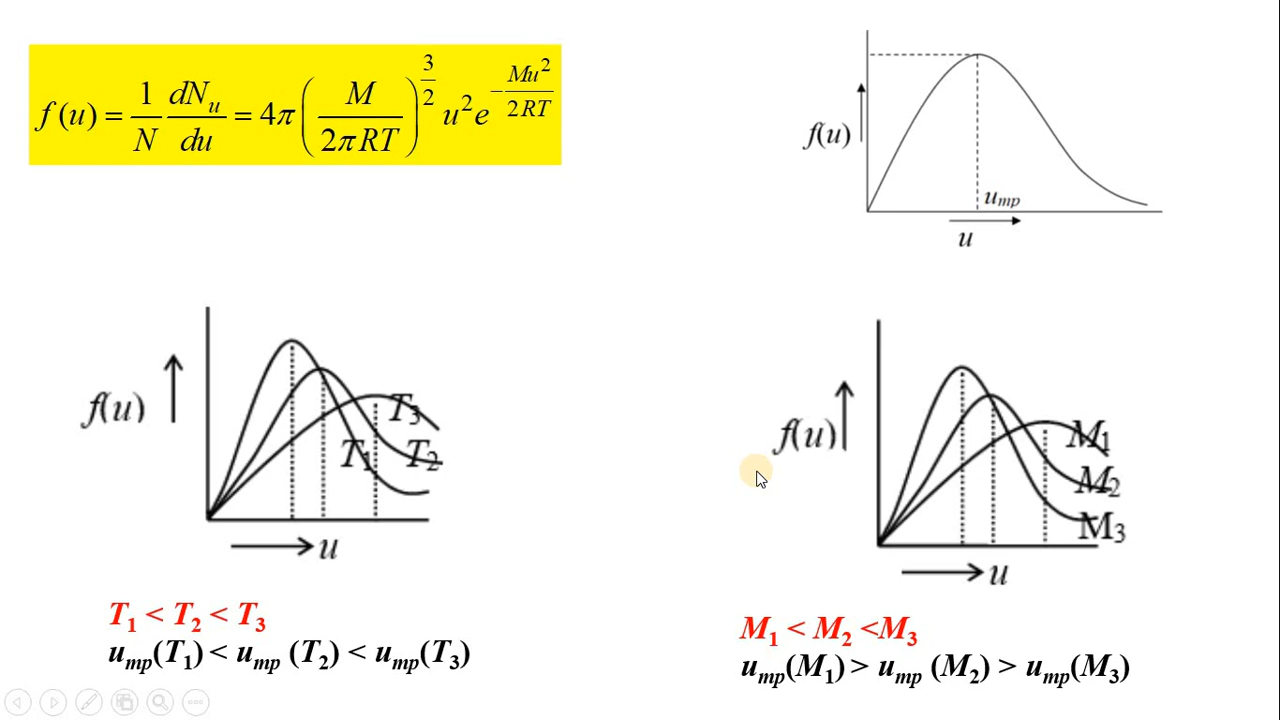 f(u) = 1/N dN_u/du = 4π (M/2πRT)^(3/2) u² e^(-Mu²/2RT)
f(u)
u_mp
u
f(u)
T₃
T₁ T₂
u
T₁ < T₂ < T₃
u_mp(T₁) < u_mp (T₂) < u_mp(T₃)
f(u)
M₁
M₂
M₃
u
M₁ < M₂ <M₃
u_mp(M₁) > u_mp (M₂) > u_mp(M₃)